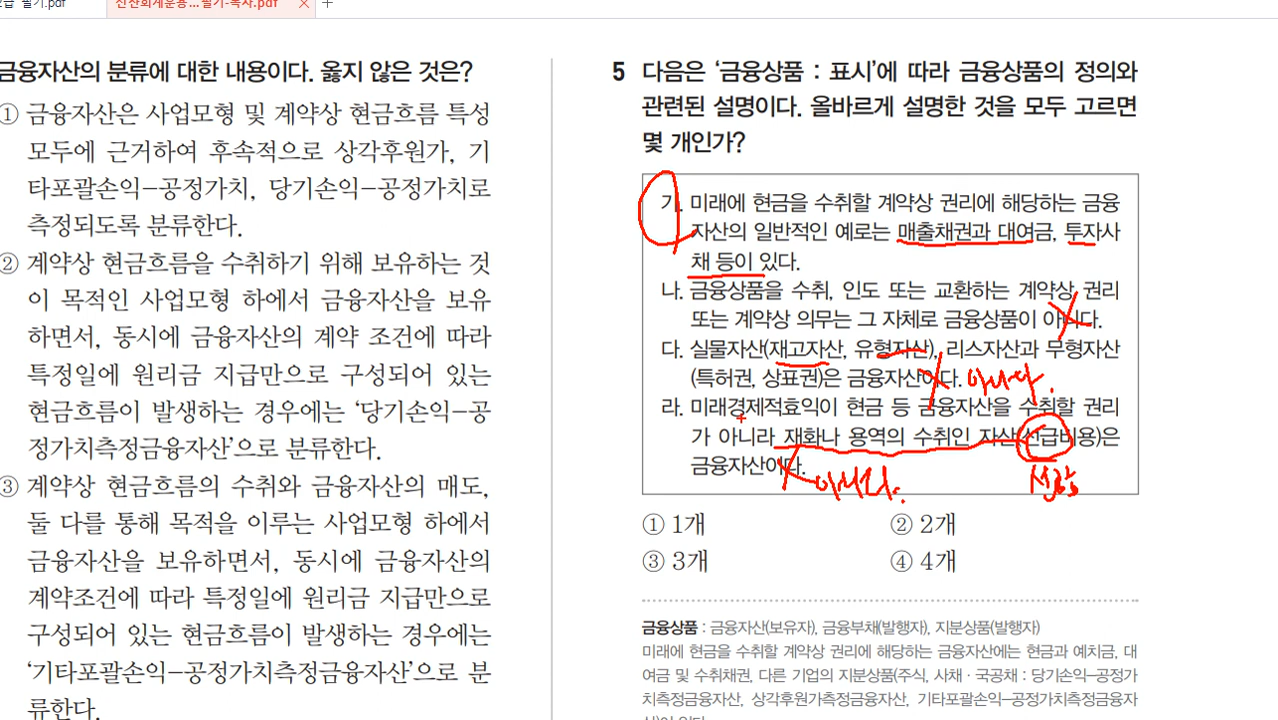 급 필기.pdf
전산회계운용...필기-복사.pdf
금융자산의 분류에 대한 내용이다. 옳지 않은 것은?
① 금융자산은 사업모형 및 계약상 현금흐름 특성
모두에 근거하여 후속적으로 상각후원가, 기
타포괄손익-공정가치, 당기손익-공정가치로
측정되도록 분류한다.
② 계약상 현금흐름을 수취하기 위해 보유하는 것
이 목적인 사업모형 하에서 금융자산을 보유
하면서, 동시에 금융자산의 계약 조건에 따라
특정일에 원리금 지급만으로 구성되어 있는
현금흐름이 발생하는 경우에는 '당기손익-공
정가치측정금융자산'으로 분류한다.
③ 계약상 현금흐름의 수취와 금융자산의 매도,
둘 다를 통해 목적을 이루는 사업모형 하에서
금융자산을 보유하면서, 동시에 금융자산의
계약조건에 따라 특정일에 원리금 지급만으로
구성되어 있는 현금흐름이 발생하는 경우에는
'기타포괄손익-공정가치측정금융자산'으로 분
류한다.
5 다음은 '금융상품 : 표시'에 따라 금융상품의 정의와
관련된 설명이다. 올바르게 설명한 것을 모두 고르면
몇 개인가?
가. 미래에 현금을 수취할 계약상 권리에 해당하는 금융
자산의 일반적인 예로는 매출채권과 대여금, 투자사
채 등이 있다.
나. 금융상품을 수취, 인도 또는 교환하는 계약상 권리
또는 계약상 의무는 그 자체로 금융상품이 아니다.
다. 실물자산(재고자산, 유형자산), 리스자산과 무형자산
(특허권, 상표권)은 금융자산이다. 아니다.
라. 미래경제적효익이 현금 등 금융자산을 수취할 권리
가 아니라 재화나 용역의 수취인 자산(선급비용)은
금융자산이다. 아니다.
① 1개 ② 2개
③ 3개 ④ 4개
금융상품 : 금융자산(보유자), 금융부채(발행자), 지분상품(발행자)
미래에 현금을 수취할 계약상 권리에 해당하는 금융자산에는 현금과 예치금, 대
여금 및 수취채권, 다른 기업의 지분상품(주식, 사채·국공채 : 당기손익-공정가
치측정금융자산, 상각후원가측정금융자산, 기타포괄손익-공정가치측정금융자